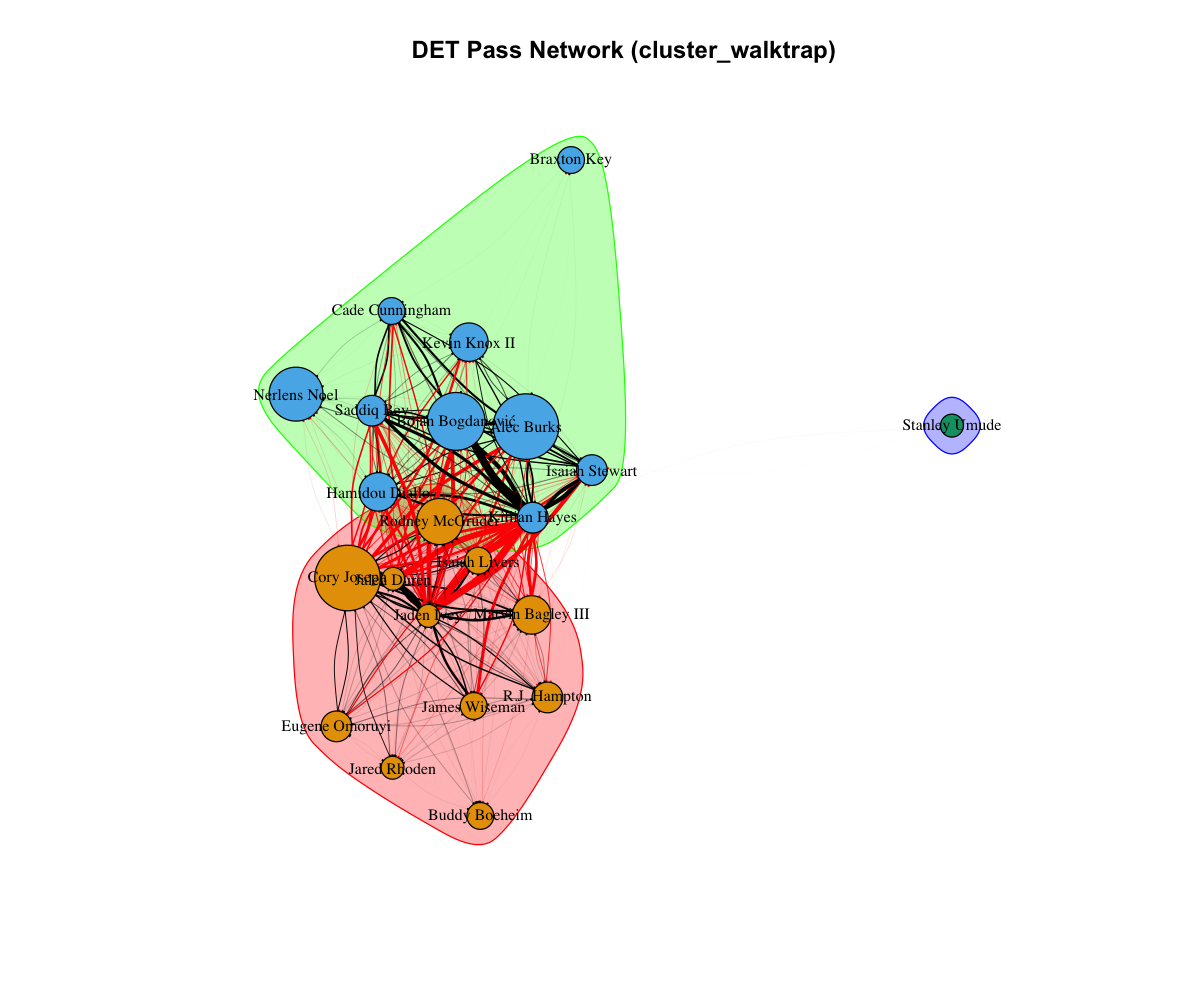 DET Pass Network (cluster_walktrap)
Braxton Key
Cade Cunningham
Kevin Knox II
Nerlens Noel
Saddiq Bey
Bojan Bogdanović
Alec Burks
Isaiah Stewart
Hamidou Diallo
Killian Hayes
Rodney McGruder
Isaiah Livers
Cory Joseph
Jalen Duren
Jaden Ivey
Marvin Bagley III
R.J. Hampton
James Wiseman
Eugene Omoruyi
Jared Rhoden
Buddy Boeheim
Stanley Umude